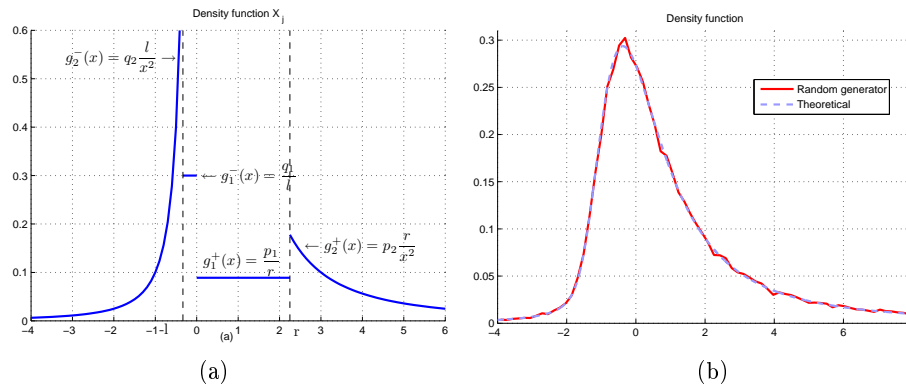 Density function X_j
0.6
0.5
0.4
0.3
0.2
0.1
0
g_2^-(x) = q_2 l/x^2 →
← g_1^-(x) = q_1/l
g_1^+(x) = p_1/r
← g_2^+(x) = p_2 r/x^2
−4 −3 −2 −1 -l 0 1 2 r 3 4 5 6
(a)
(a)
Density function
0.3
0.25
0.2
0.15
0.1
0.05
0
Random generator
Theoretical
−4 −2 0 2 4 6
(b)